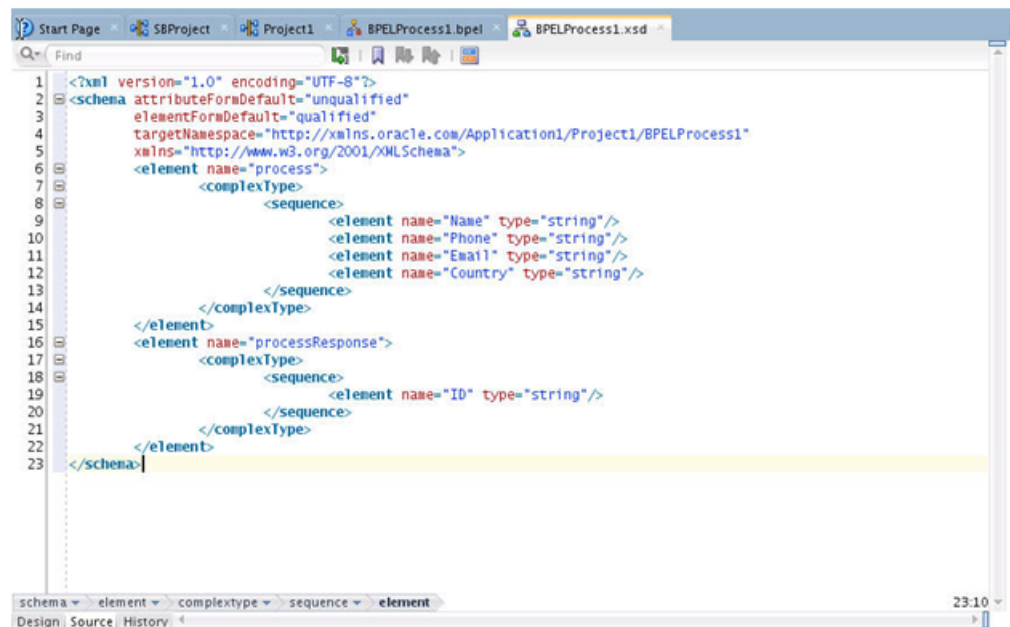 Start Page SBProject Project1 BPELProcess1.bpel BPELProcess1.xsd
Find
1 <?xml version="1.0" encoding="UTF-8"?>
2 <schema attributeFormDefault="unqualified"
3 elementFormDefault="qualified"
4 targetNamespace="http://xmlns.oracle.com/Application1/Project1/BPELProcess1"
5 xmlns="http://www.w3.org/2001/XMLSchema">
6 <element name="process">
7 <complexType>
8 <sequence>
9 <element name="Name" type="string"/>
10 <element name="Phone" type="string"/>
11 <element name="Email" type="string"/>
12 <element name="Country" type="string"/>
13 </sequence>
14 </complexType>
15 </element>
16 <element name="processResponse">
17 <complexType>
18 <sequence>
19 <element name="ID" type="string"/>
20 </sequence>
21 </complexType>
22 </element>
23 </schema>
schema element complextype sequence element 23:10
Design Source History